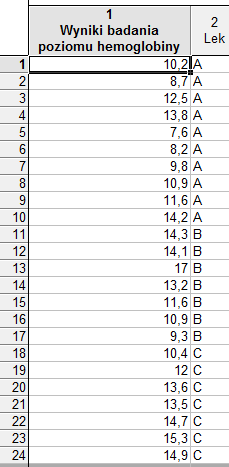 1 2
Wyniki badania
poziomu hemoglobiny Lek
1 10,2 A
2 8,7 A
3 12,5 A
4 13,8 A
5 7,6 A
6 8,2 A
7 9,8 A
8 10,9 A
9 11,6 A
10 14,2 A
11 14,3 B
12 14,1 B
13 17 B
14 13,2 B
15 11,6 B
16 10,9 B
17 9,3 B
18 10,4 C
19 12 C
20 13,6 C
21 13,5 C
22 14,7 C
23 15,3 C
24 14,9 C